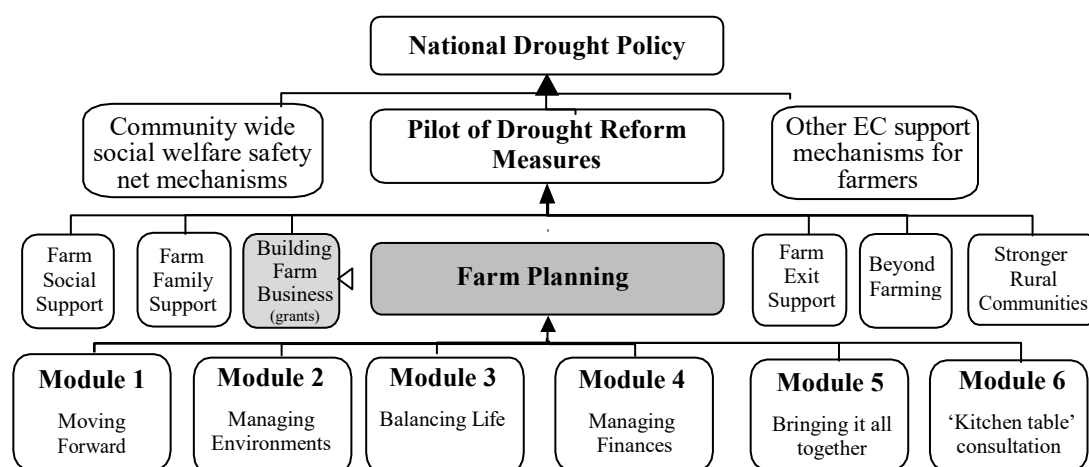 National Drought Policy
Community wide
social welfare safety
net mechanisms
Pilot of Drought Reform
Measures
Other EC support
mechanisms for
farmers
Farm
Social
Support
Farm
Family
Support
Building
Farm
Business
(grants)
Farm Planning
Farm
Exit
Support
Beyond
Farming
Stronger
Rural
Communities
Module 1
Moving
Forward
Module 2
Managing
Environments
Module 3
Balancing Life
Module 4
Managing
Finances
Module 5
Bringing it all
together
Module 6
‘Kitchen table’
consultation